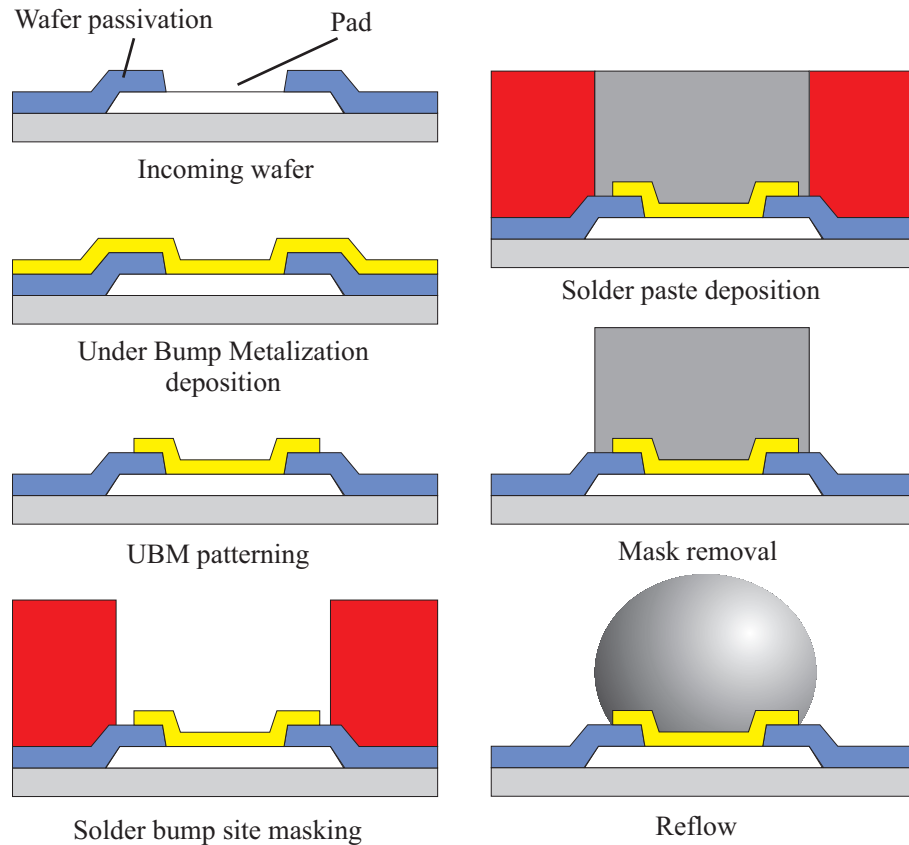 Wafer passivation
Pad
Incoming wafer
Under Bump Metalization
deposition
UBM patterning
Solder bump site masking
Solder paste deposition
Mask removal
Reflow